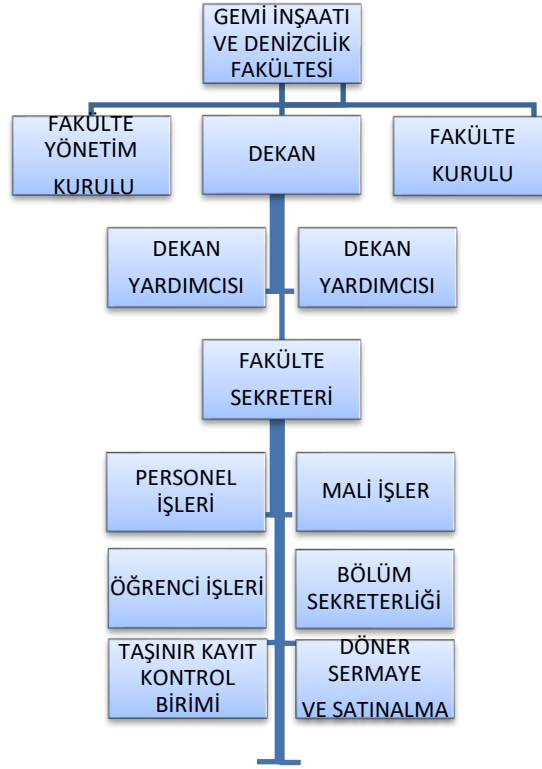 GEMİ İNŞAATI
VE DENİZCİLİK
FAKÜLTESİ
FAKÜLTE
YÖNETİM
KURULU
DEKAN
FAKÜLTE
KURULU
DEKAN
YARDIMCISI
DEKAN
YARDIMCISI
FAKÜLTE
SEKRETERİ
PERSONEL
İŞLERİ
MALİ İŞLER
ÖĞRENCİ İŞLERİ
BÖLÜM
SEKRETERLİĞİ
TAŞINIR KAYIT
KONTROL
BİRİMİ
DÖNER
SERMAYE
VE SATINALMA